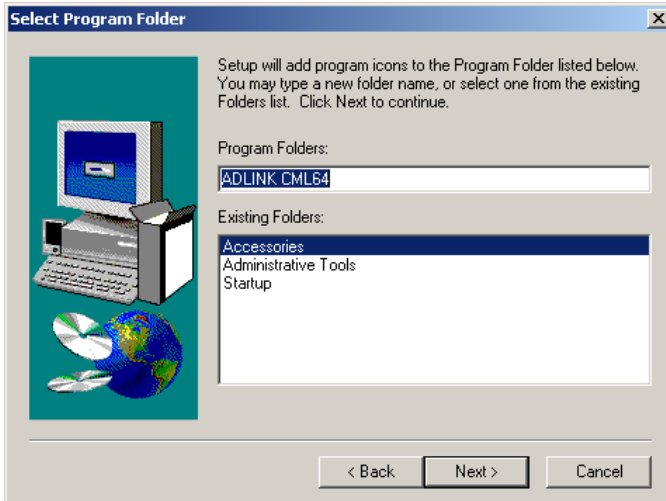 Select Program Folder
Setup will add program icons to the Program Folder listed below.
You may type a new folder name, or select one from the existing
Folders list.  Click Next to continue.
Program Folders:
ADLINK CML64
Existing Folders:
Accessories
Administrative Tools
Startup
< Back
Next >
Cancel